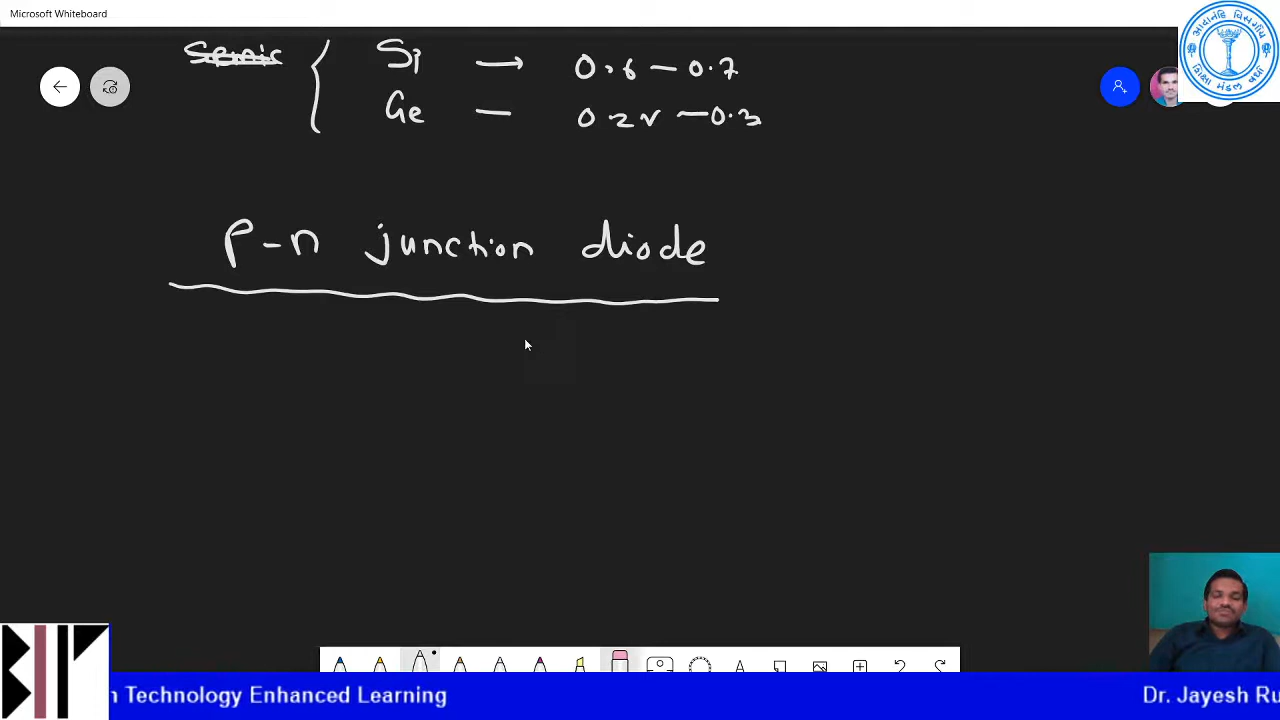 Microsoft Whiteboard
Semic { Si → 0.6 – 0.7
Ge – 0.2V – 0.3
P-n junction diode
n Technology Enhanced Learning
Dr. Jayesh Ru